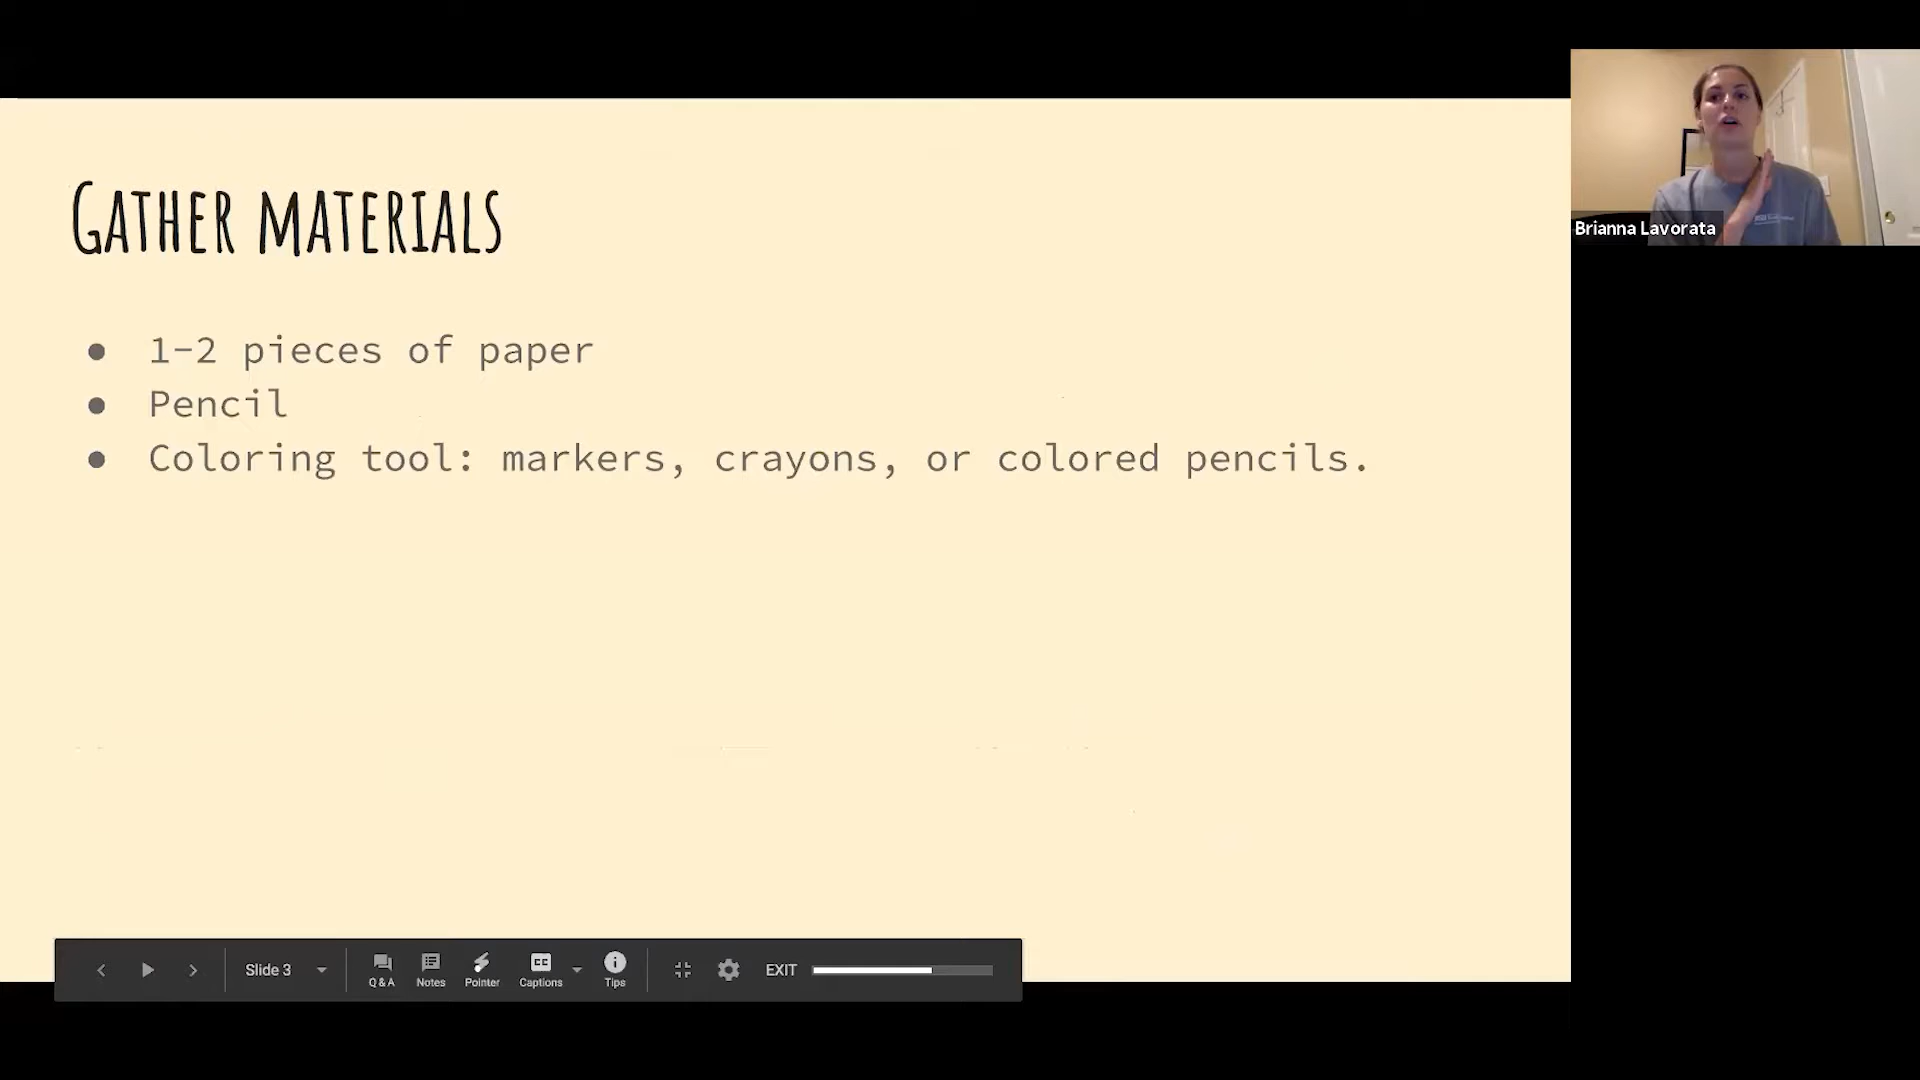 Gather materials
● 1-2 pieces of paper
● Pencil
● Coloring tool: markers, crayons, or colored pencils.
Brianna Lavorata
Slide 3
Q & A
Notes
Pointer
Captions
Tips
EXIT